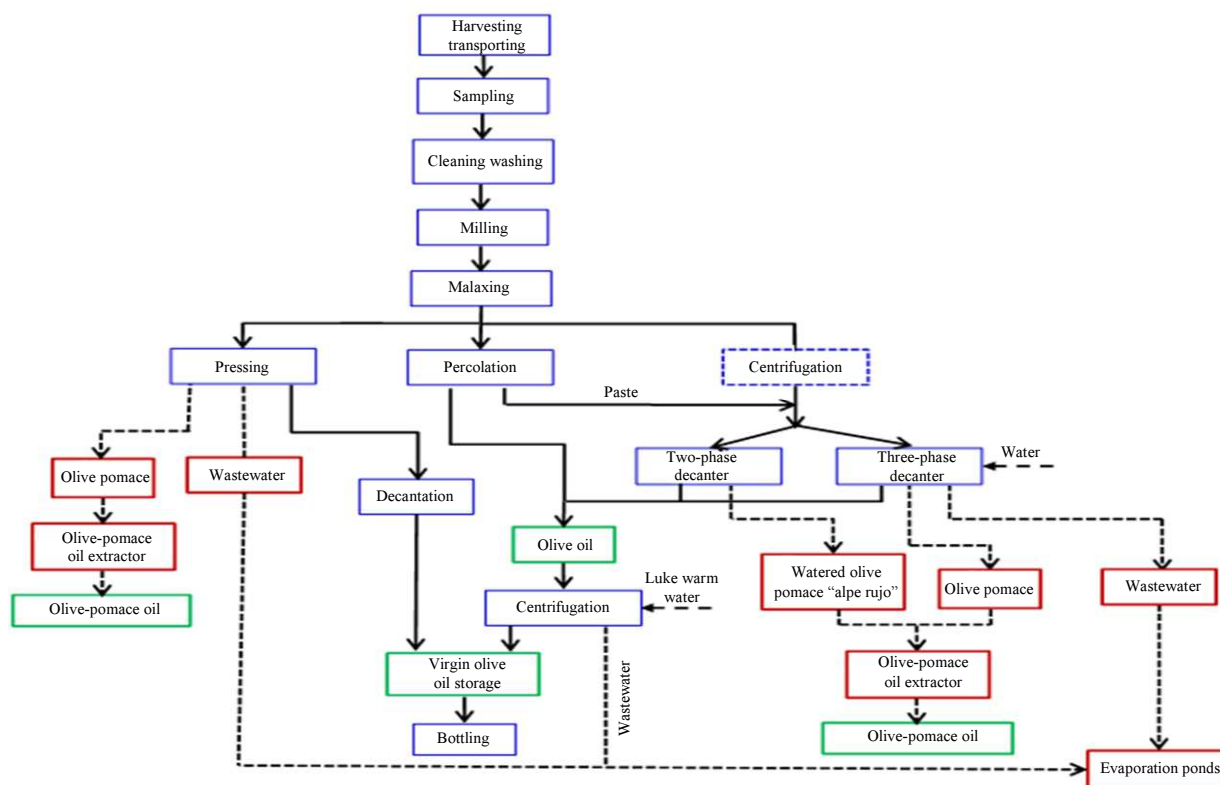 Harvesting
transporting
Sampling
Cleaning washing
Milling
Malaxing
Pressing
Percolation
Centrifugation
Paste
Olive pomace
Wastewater
Decantation
Two-phase
decanter
Three-phase
decanter
Water
Olive-pomace
oil extractor
Olive oil
Watered olive
pomace “alpe rujo”
Olive pomace
Wastewater
Olive-pomace oil
Centrifugation
Luke warm
water
Virgin olive
oil storage
Wastewater
Olive-pomace
oil extractor
Bottling
Olive-pomace oil
Evaporation ponds